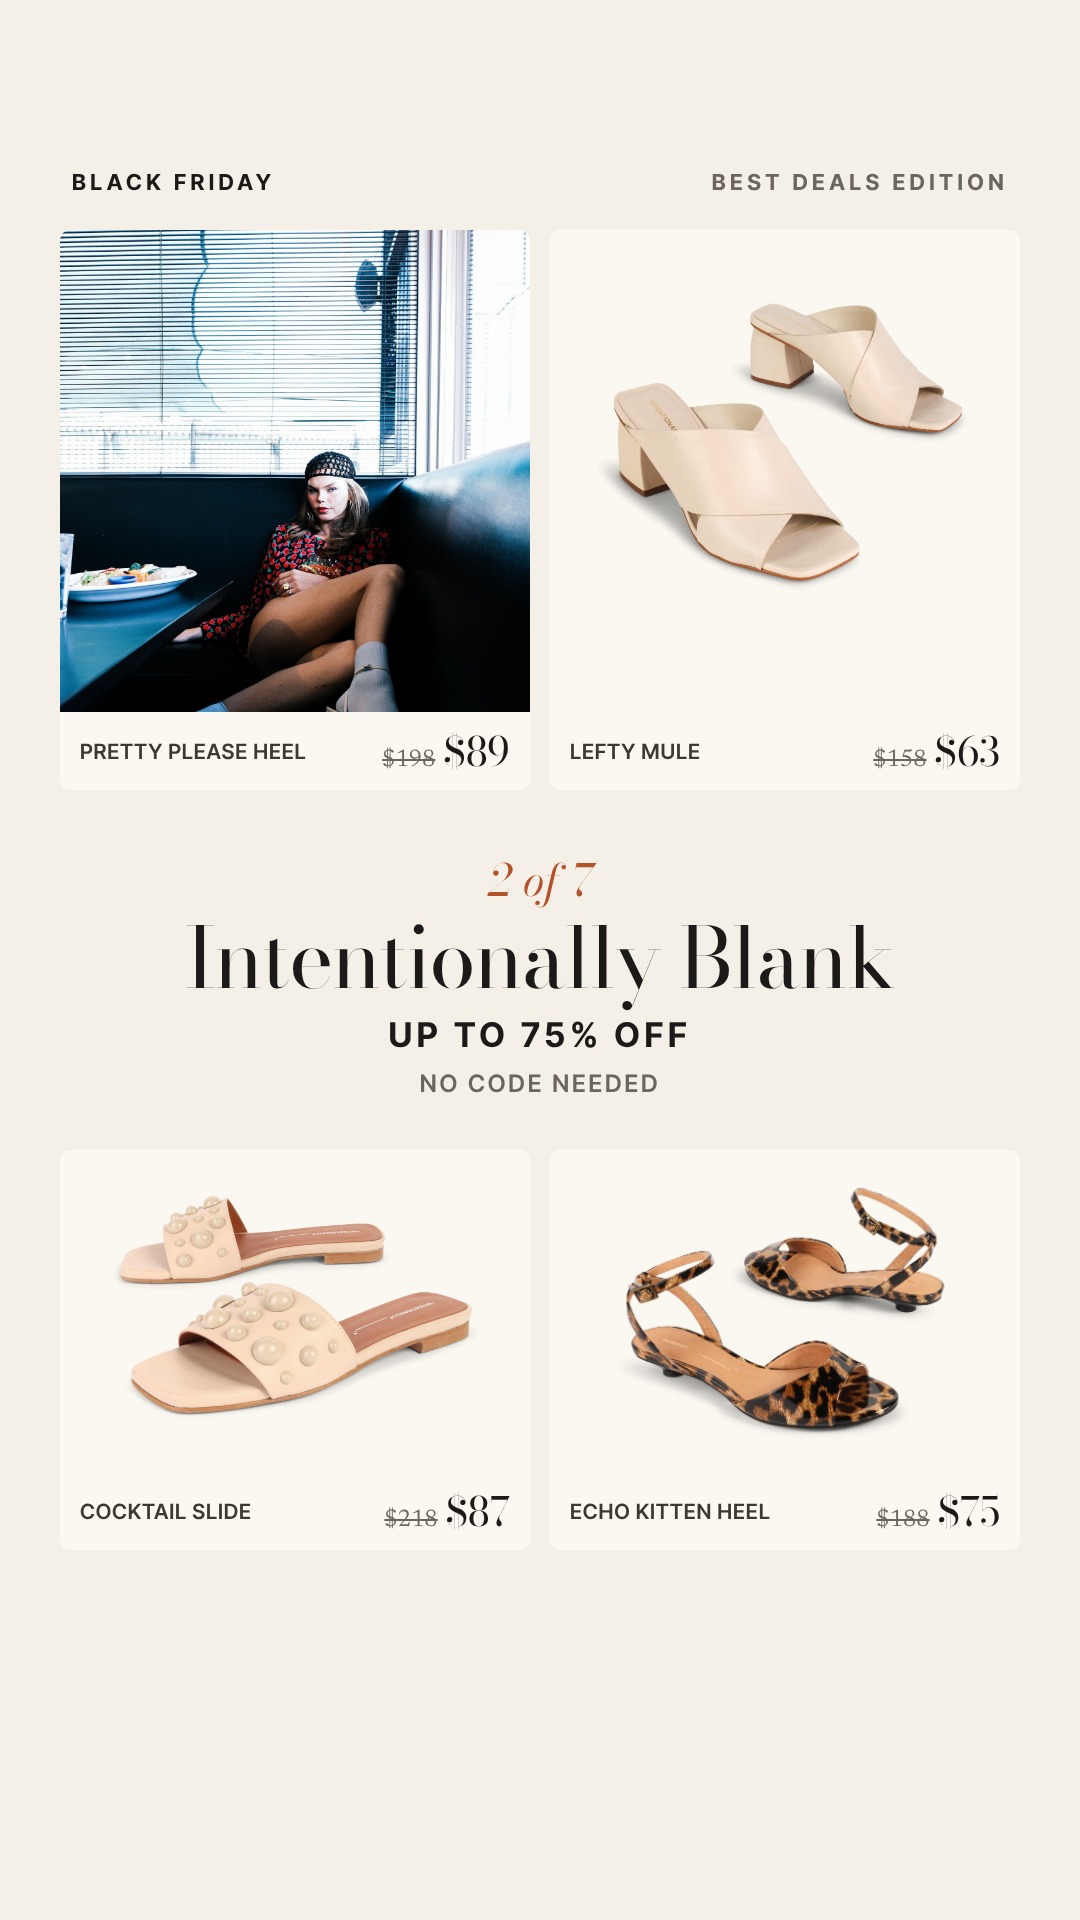 BLACK FRIDAY
BEST DEALS EDITION
PRETTY PLEASE HEEL $198 $89
LEFTY MULE $158 $63
2 of 7
Intentionally Blank
UP TO 75% OFF
NO CODE NEEDED
COCKTAIL SLIDE $218 $87
ECHO KITTEN HEEL $188 $75